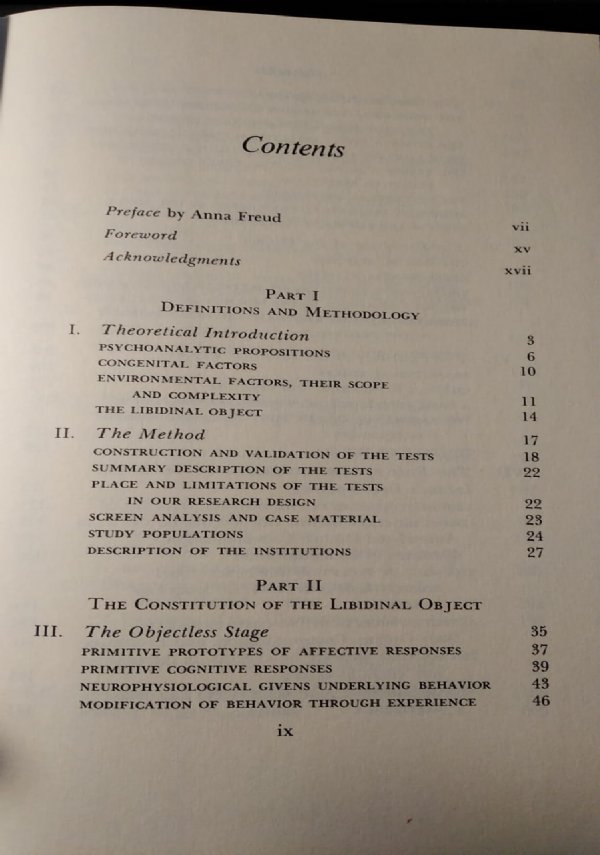 Contents
Preface by Anna Freud vii
Foreword xv
Acknowledgments xvii
PART I
DEFINITIONS AND METHODOLOGY
I. Theoretical Introduction 3
PSYCHOANALYTIC PROPOSITIONS 6
CONGENITAL FACTORS 10
ENVIRONMENTAL FACTORS, THEIR SCOPE
AND COMPLEXITY 11
THE LIBIDINAL OBJECT 14
II. The Method 17
CONSTRUCTION AND VALIDATION OF THE TESTS 18
SUMMARY DESCRIPTION OF THE TESTS 22
PLACE AND LIMITATIONS OF THE TESTS
IN OUR RESEARCH DESIGN 22
SCREEN ANALYSIS AND CASE MATERIAL 23
STUDY POPULATIONS 24
DESCRIPTION OF THE INSTITUTIONS 27
PART II
THE CONSTITUTION OF THE LIBIDINAL OBJECT
III. The Objectless Stage 35
PRIMITIVE PROTOTYPES OF AFFECTIVE RESPONSES 37
PRIMITIVE COGNITIVE RESPONSES 39
NEUROPHYSIOLOGICAL GIVENS UNDERLYING BEHAVIOR 43
MODIFICATION OF BEHAVIOR THROUGH EXPERIENCE 46
ix